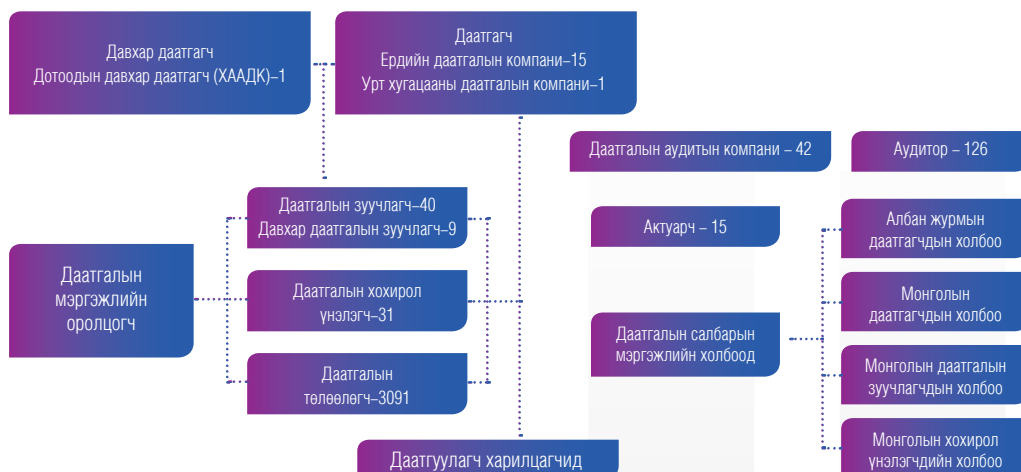 Давхар даатгагч
Дотоодын давхар даатгагч (ХААДК)–1
Даатгагч
Ердийн даатгалын компани–15
Урт хугацааны даатгалын компани–1
Даатгалын аудитын компани – 42
Аудитор – 126
Даатгалын зуучлагч–40
Давхар даатгалын зуучлагч–9
Актуарч – 15
Албан журмын
даатгагчдын холбоо
Даатгалын
мэргэжлийн
оролцогч
Даатгалын хохирол
үнэлэгч–31
Монголын
даатгагчдын холбоо
Даатгалын салбарын
мэргэжлийн холбоод
Даатгалын
төлөөлөгч–3091
Монголын даатгалын
зуучлагчдын холбоо
Монголын хохирол
үнэлэгчдийн холбоо
Даатгуулагч харилцагчид